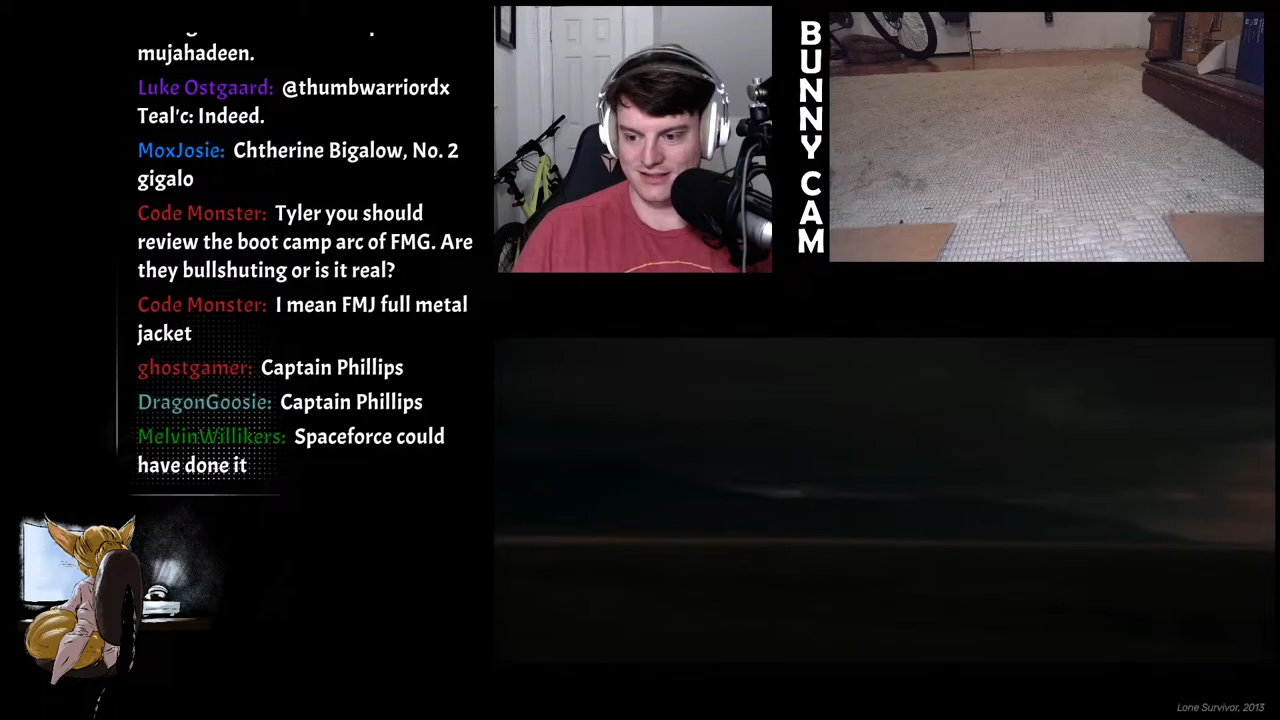 mujahadeen.
Luke Ostgaard: @thumbwarriordx
Teal'c: Indeed.
MoxJosie: Chtherine Bigalow, No. 2
gigalo
Code Monster: Tyler you should
review the boot camp arc of FMG. Are
they bullshuting or is it real?
Code Monster: I mean FMJ full metal
jacket
ghostgamer: Captain Phillips
DragonGoosie: Captain Phillips
MelvinWillikers: Spaceforce could
have done it
BUNNY CAM
Lone Survivor, 2013